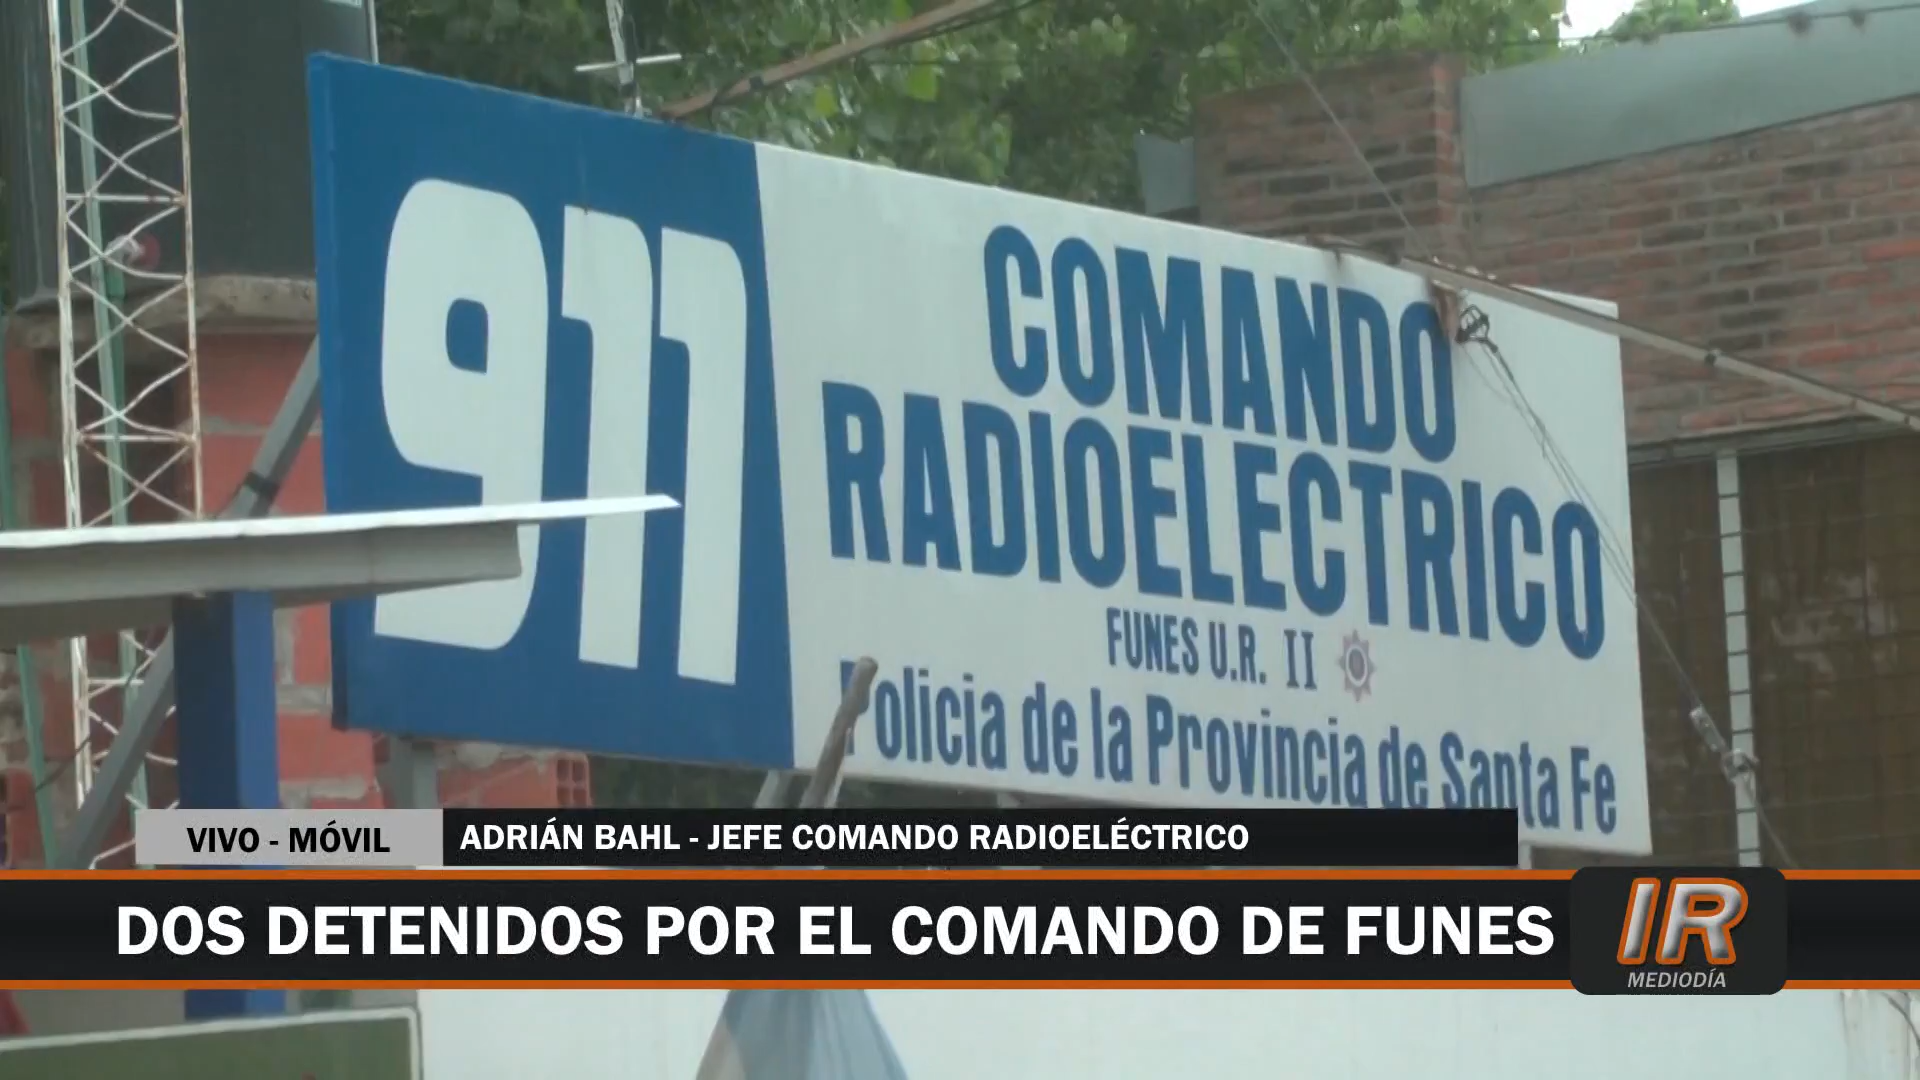 911
COMANDO
RADIOELECTRICO
FUNES U.R. II
Policia de la Provincia de Santa Fe
VIVO - MÓVIL
ADRIÁN BAHL - JEFE COMANDO RADIOELÉCTRICO
DOS DETENIDOS POR EL COMANDO DE FUNES
IR
MEDIODÍA